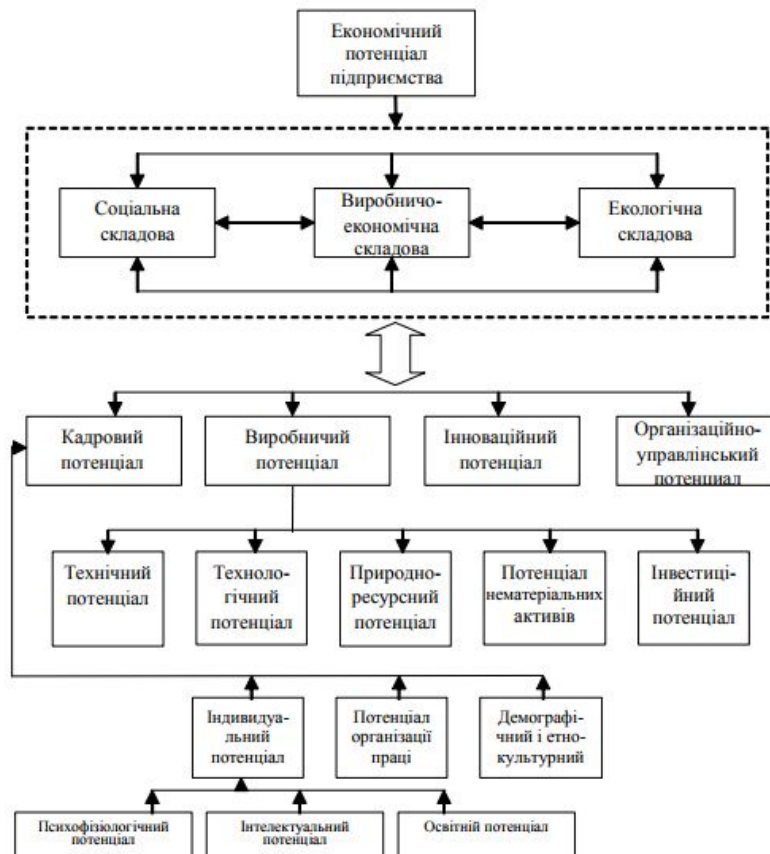 Економічний
потенціал
підприємства
Соціальна
складова
Виробничо-
економічна
складова
Екологічна
складова
Кадровий
потенціал
Виробничий
потенціал
Інноваційний
потенціал
Організаційно-
управлінський
потенциал
Технічний
потенціал
Техноло-
гічний
потенціал
Природно-
ресурсний
потенціал
Потенціал
нематеріальних
активів
Інвестиці-
йний
потенціал
Індивидуа-
льний
потенціал
Потенціал
організації
праці
Демографі-
чний і етно-
культурний
Психофізіологічний
потенціал
Інтелектуальний
потенціал
Освітній потенціал